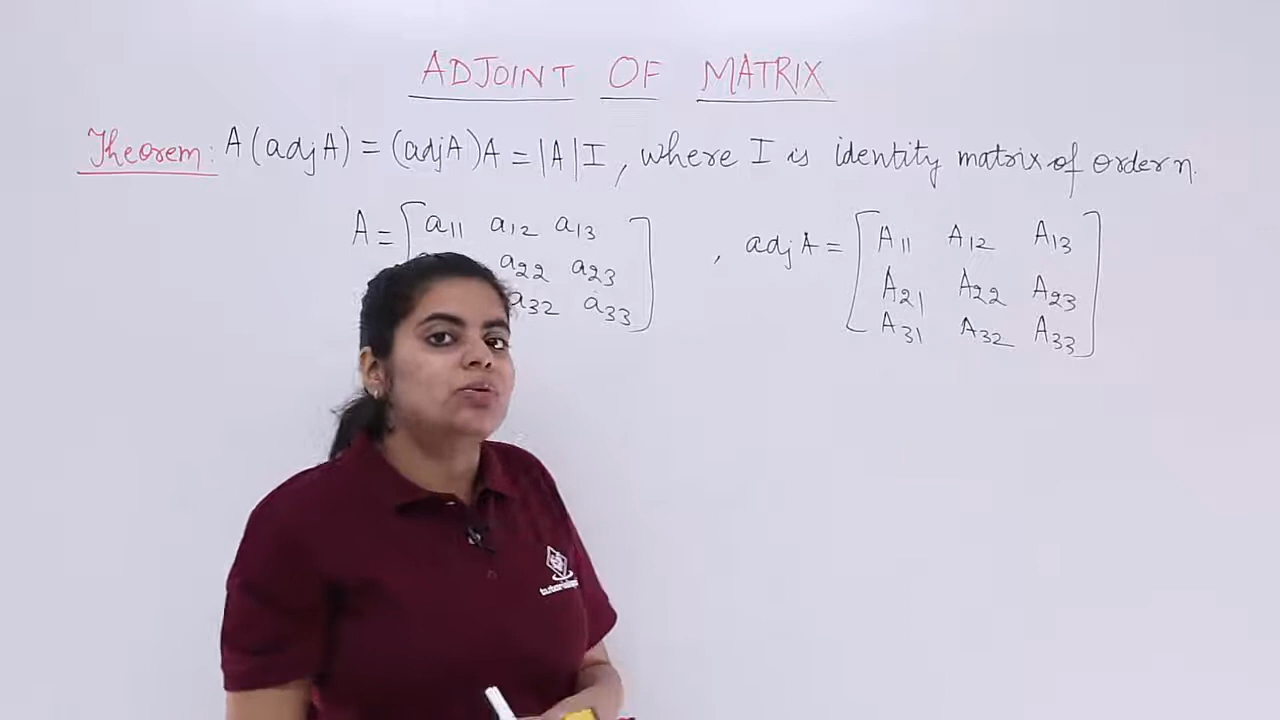 ADJOINT OF MATRIX
Theorem: A(adjA) = (adjA)A = |A|I, where I is identity matrix of order n.
A = [a11 a12 a13
a22 a23
a32 a33], adjA = [A11 A12 A13
A21 A22 A23
A31 A32 A33]